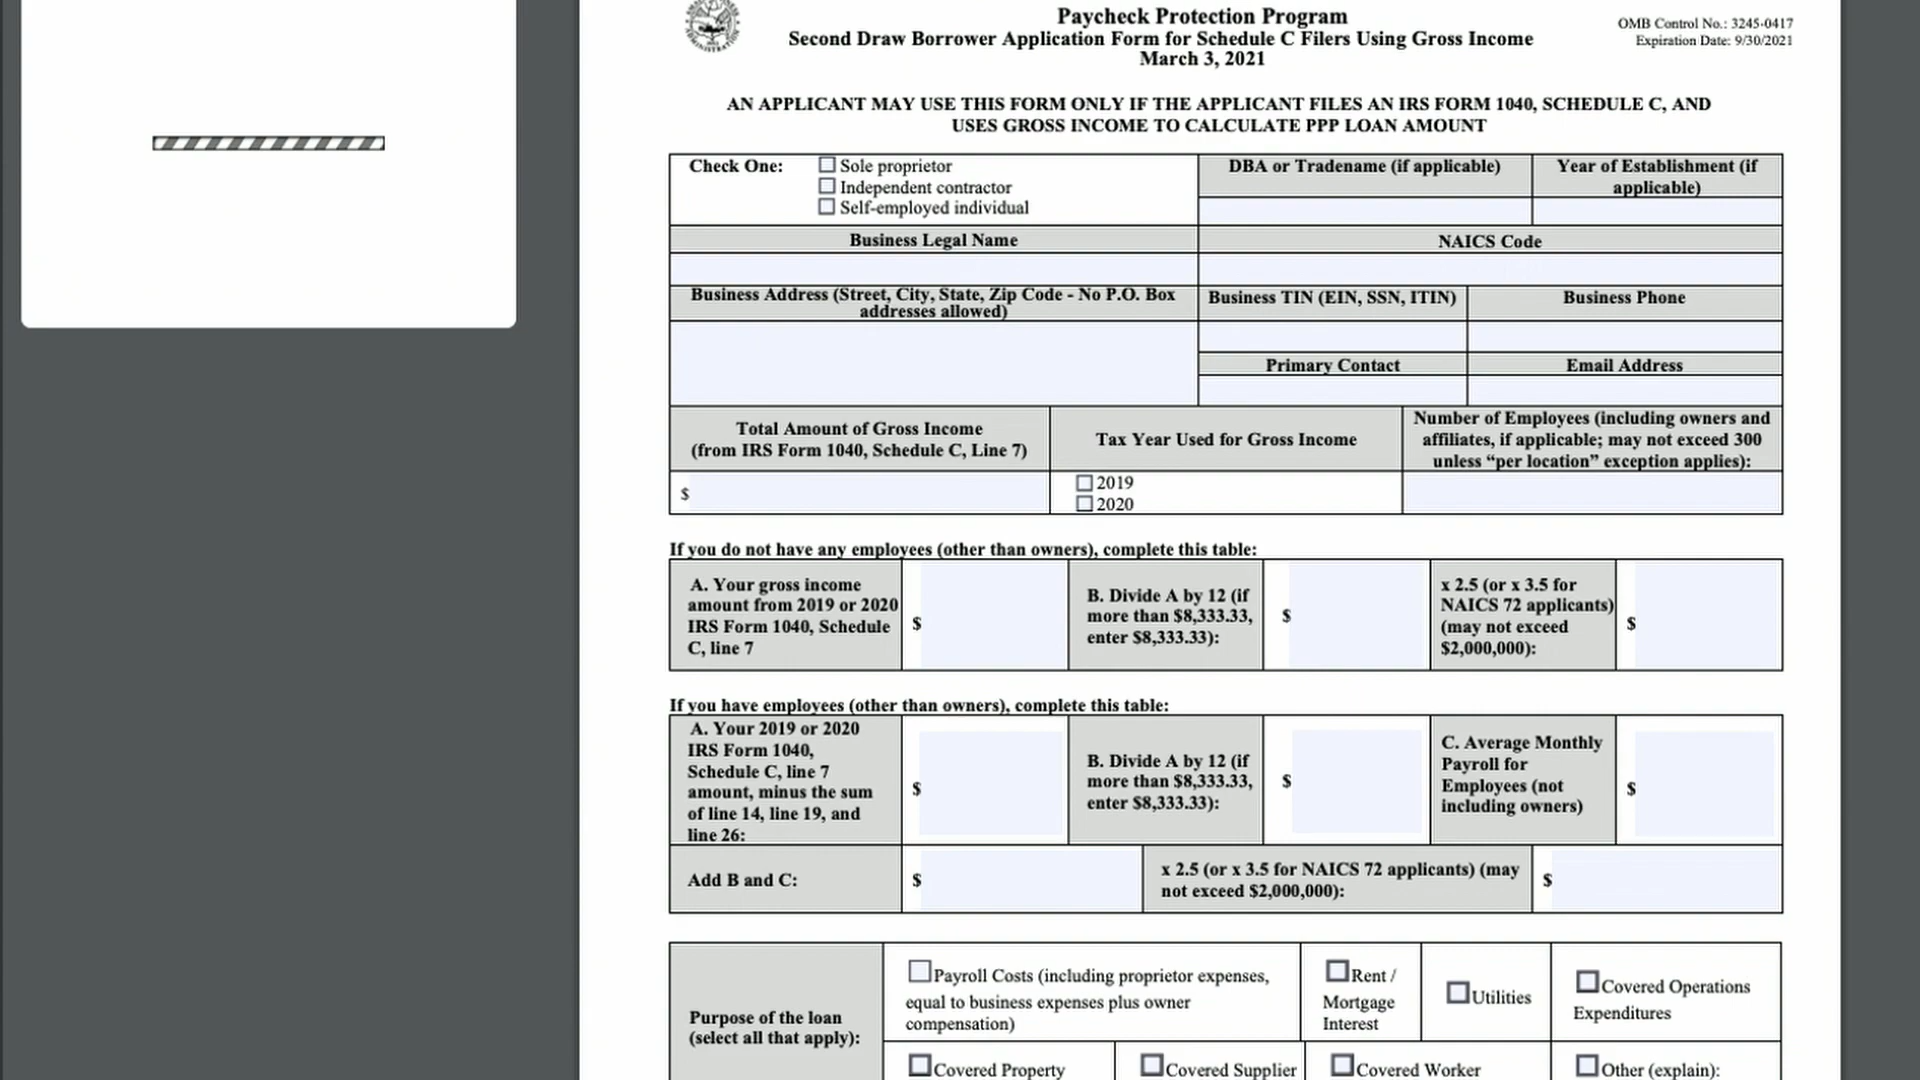 Paycheck Protection Program
Second Draw Borrower Application Form for Schedule C Filers Using Gross Income
March 3, 2021
OMB Control No.: 3245-0417
Expiration Date: 9/30/2021
AN APPLICANT MAY USE THIS FORM ONLY IF THE APPLICANT FILES AN IRS FORM 1040, SCHEDULE C, AND
USES GROSS INCOME TO CALCULATE PPP LOAN AMOUNT
Check One:
Sole proprietor
Independent contractor
Self-employed individual
DBA or Tradename (if applicable)
Year of Establishment (if
applicable)
Business Legal Name
NAICS Code
Business Address (Street, City, State, Zip Code - No P.O. Box
addresses allowed)
Business TIN (EIN, SSN, ITIN)
Business Phone
Primary Contact
Email Address
Total Amount of Gross Income
(from IRS Form 1040, Schedule C, Line 7)
Tax Year Used for Gross Income
Number of Employees (including owners and
affiliates, if applicable; may not exceed 300
unless “per location” exception applies):
$
2019
2020
If you do not have any employees (other than owners), complete this table:
A. Your gross income
amount from 2019 or 2020
IRS Form 1040, Schedule
C, line 7
$
B. Divide A by 12 (if
more than $8,333.33,
enter $8,333.33):
$
x 2.5 (or x 3.5 for
NAICS 72 applicants)
(may not exceed
$2,000,000):
$
If you have employees (other than owners), complete this table:
A. Your 2019 or 2020
IRS Form 1040,
Schedule C, line 7
amount, minus the sum
of line 14, line 19, and
line 26:
$
B. Divide A by 12 (if
more than $8,333.33,
enter $8,333.33):
$
C. Average Monthly
Payroll for
Employees (not
including owners)
$
Add B and C:
$
x 2.5 (or x 3.5 for NAICS 72 applicants) (may
not exceed $2,000,000):
$
Purpose of the loan
(select all that apply):
Payroll Costs (including proprietor expenses,
equal to business expenses plus owner
compensation)
Rent /
Mortgage
Interest
Utilities
Covered Operations
Expenditures
Covered Property
Covered Supplier
Covered Worker
Other (explain):